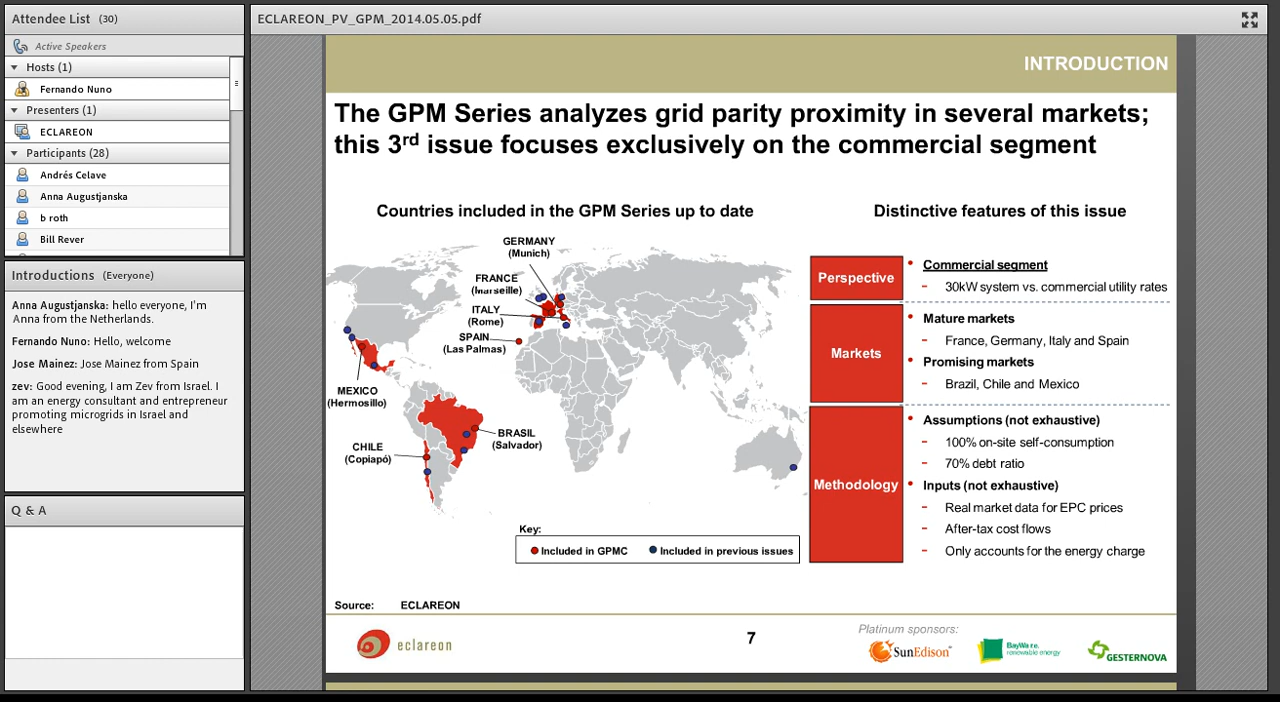 Attendee List (30)
Active Speakers
Hosts (1)
Fernando Nuno
Presenters (1)
ECLAREON
Participants (28)
Andrés Celave
Anna Augustjanska
b roth
Bill Rever
Introductions (Everyone)
Anna Augustjanska: hello everyone, I'm
Anna from the Netherlands.
Fernando Nuno: Hello, welcome
Jose Mainez: Jose Mainez from Spain
zev: Good evening, I am Zev from Israel. I
am an energy consultant and entrepreneur
promoting microgrids in Israel and
elsewhere
Q & A
ECLAREON_PV_GPM_2014.05.05.pdf
INTRODUCTION
The GPM Series analyzes grid parity proximity in several markets;
this 3rd issue focuses exclusively on the commercial segment
Countries included in the GPM Series up to date
GERMANY
(Munich)
FRANCE
(Marseille)
ITALY
(Rome)
SPAIN
(Las Palmas)
MEXICO
(Hermosillo)
BRASIL
(Salvador)
CHILE
(Copiapó)
Key:
Included in GPMC
Included in previous issues
Distinctive features of this issue
Perspective
• Commercial segment
- 30kW system vs. commercial utility rates
Markets
• Mature markets
- France, Germany, Italy and Spain
• Promising markets
- Brazil, Chile and Mexico
Methodology
• Assumptions (not exhaustive)
- 100% on-site self-consumption
- 70% debt ratio
• Inputs (not exhaustive)
- Real market data for EPC prices
- After-tax cost flows
- Only accounts for the energy charge
Source: ECLAREON
eclareon
7
Platinum sponsors:
SunEdison
BayWa r.e.
renewable energy
GESTERNOVA